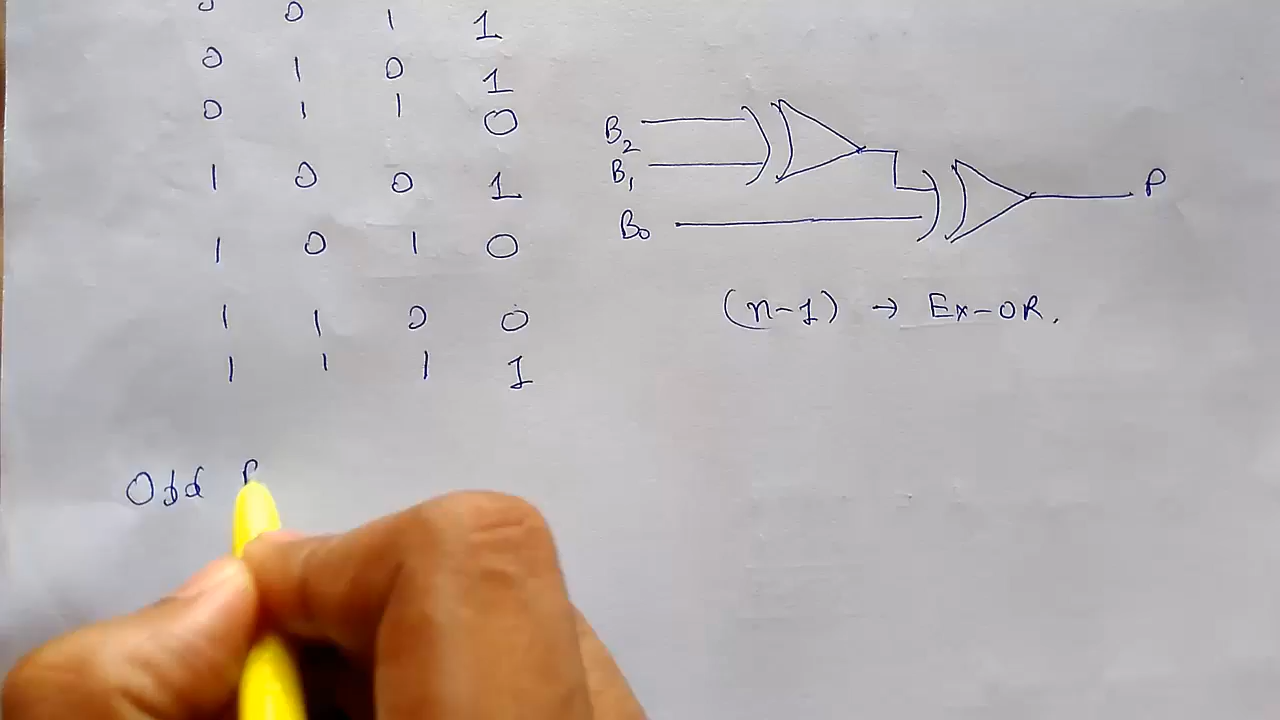 0 0 1 1
0 1 0 1
0 1 1 0
1 0 0 1
1 0 1 0
1 1 0 0
1 1 1 1
B₂
B₁
B₀
P
(n-1) → Ex-OR.
Odd P